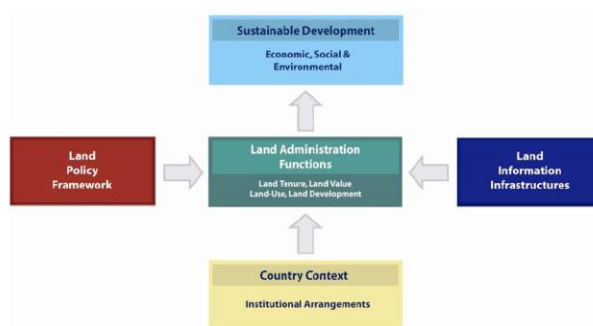 Sustainable Development
Economic, Social &
Environmental
Land
Policy
Framework
Land Administration
Functions
Land Tenure, Land Value
Land-Use, Land Development
Land
Information
Infrastructures
Country Context
Institutional Arrangements